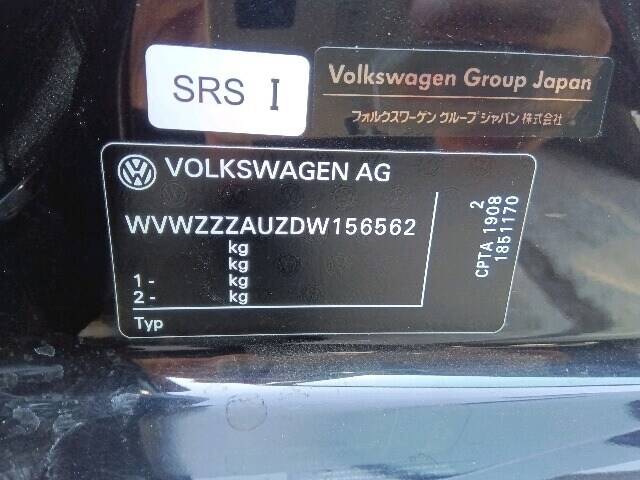 SRS I
Volkswagen Group Japan
フォルクスワーゲン グループ ジャパン 株式会社
VOLKSWAGEN AG
WVWZZZAUZDW156562
kg
kg
1 - kg
2 - kg
Typ
2
CPTA 1908
1851170